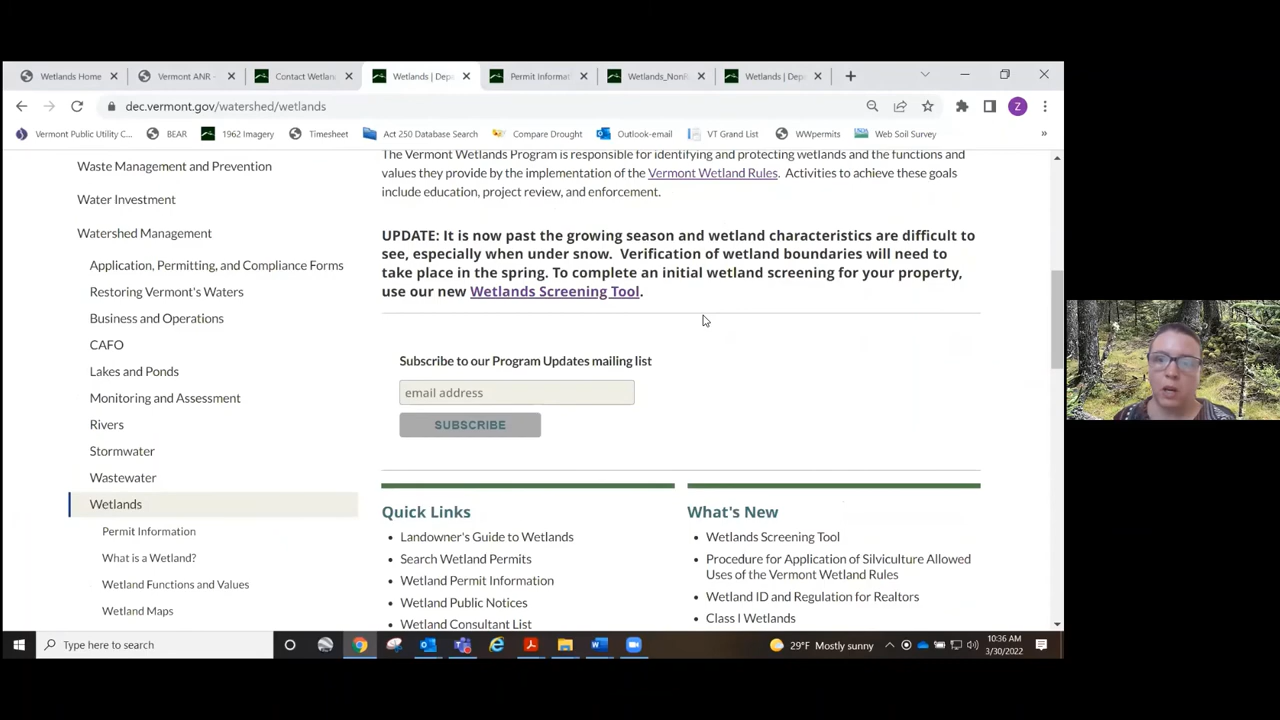 Wetlands Home
Vermont ANR -
Contact Wetlan
Wetlands | Depa
Permit Informat
Wetlands_NonR
Wetlands | Dep
dec.vermont.gov/watershed/wetlands
Z
Vermont Public Utility C...
BEAR
1962 Imagery
Timesheet
Act 250 Database Search
Compare Drought
Outlook-email
VT Grand List
WWpermits
Web Soil Survey
»
Waste Management and Prevention
Water Investment
Watershed Management
Application, Permitting, and Compliance Forms
Restoring Vermont's Waters
Business and Operations
CAFO
Lakes and Ponds
Monitoring and Assessment
Rivers
Stormwater
Wastewater
Wetlands
Permit Information
What is a Wetland?
Wetland Functions and Values
Wetland Maps
The Vermont Wetlands Program is responsible for identifying and protecting wetlands and the functions and
values they provide by the implementation of the Vermont Wetland Rules. Activities to achieve these goals
include education, project review, and enforcement.
UPDATE: It is now past the growing season and wetland characteristics are difficult to
see, especially when under snow. Verification of wetland boundaries will need to
take place in the spring. To complete an initial wetland screening for your property,
use our new Wetlands Screening Tool.
Subscribe to our Program Updates mailing list
email address
SUBSCRIBE
Quick Links
Landowner's Guide to Wetlands
Search Wetland Permits
Wetland Permit Information
Wetland Public Notices
Wetland Consultant List
What's New
Wetlands Screening Tool
Procedure for Application of Silviculture Allowed
Uses of the Vermont Wetland Rules
Wetland ID and Regulation for Realtors
Class I Wetlands
Type here to search
29°F Mostly sunny
10:36 AM
3/30/2022